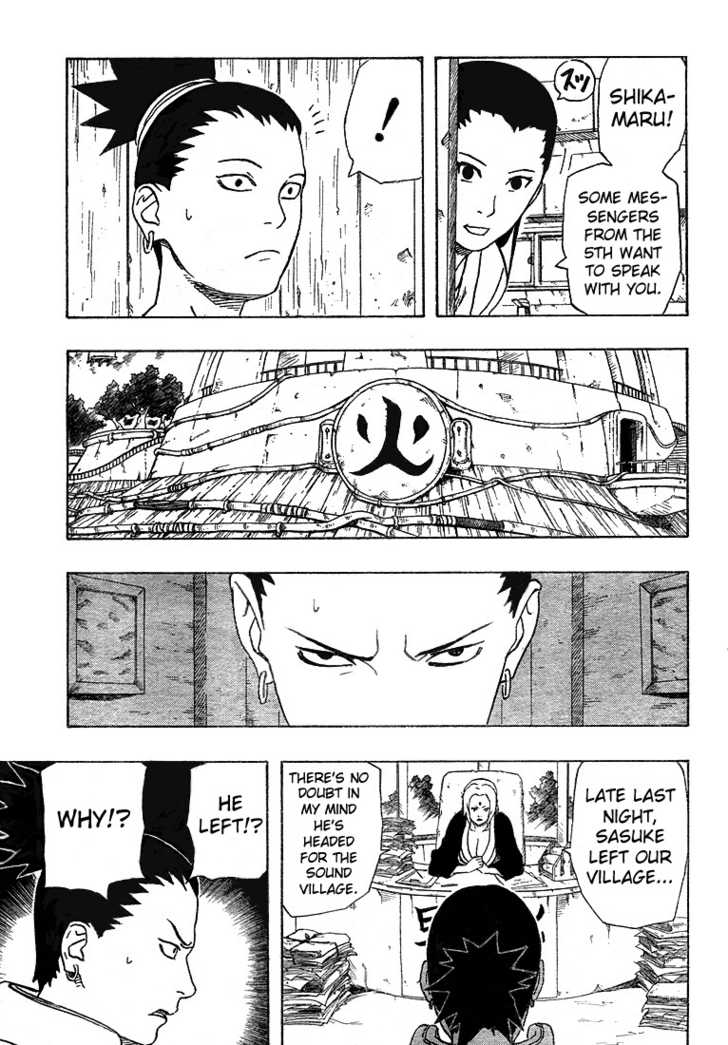 SHIKA-
MARU!
ズッ
SOME MES-
SENGERS
FROM THE
5TH WANT
TO SPEAK
WITH YOU.
!
火
LATE LAST
NIGHT,
SASUKE
LEFT OUR
VILLAGE...
THERE'S NO
DOUBT IN
MY MIND
HE'S
HEADED
FOR THE
SOUND
VILLAGE.
HE
LEFT!?
WHY!?